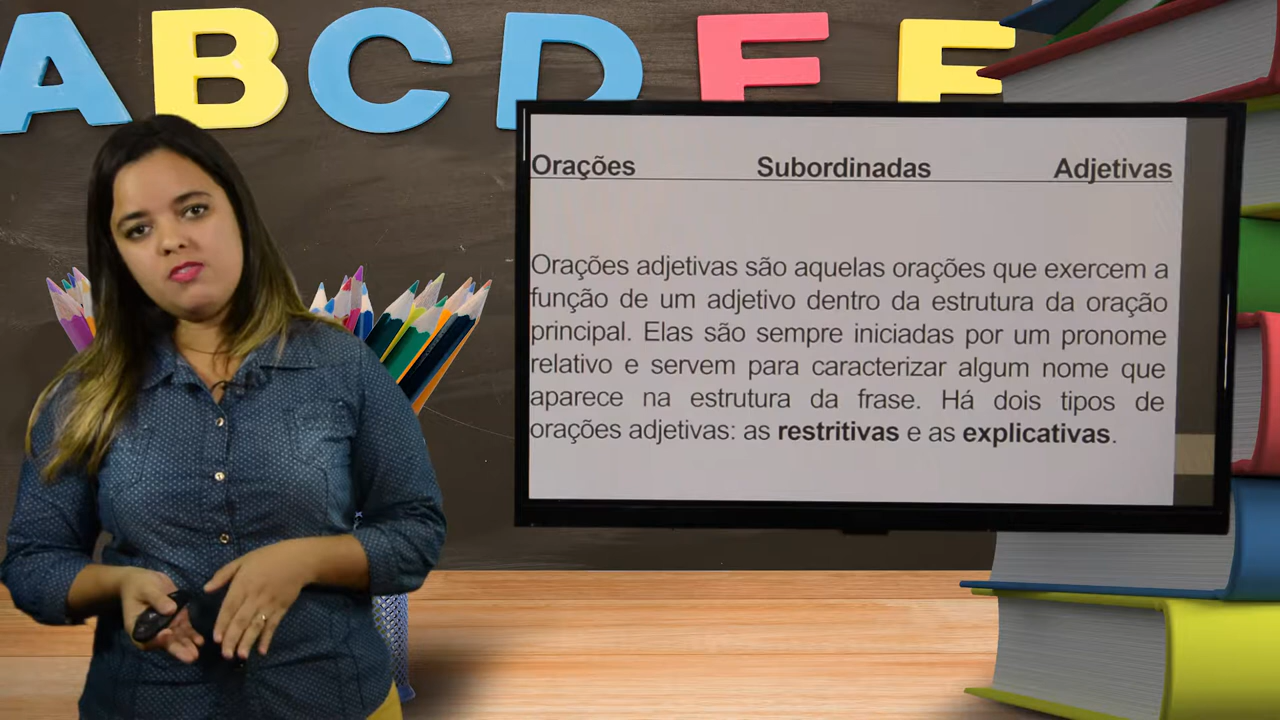 A B C D E E
Orações Subordinadas Adjetivas
Orações adjetivas são aquelas orações que exercem a
função de um adjetivo dentro da estrutura da oração
principal. Elas são sempre iniciadas por um pronome
relativo e servem para caracterizar algum nome que
aparece na estrutura da frase. Há dois tipos de
orações adjetivas: as restritivas e as explicativas.